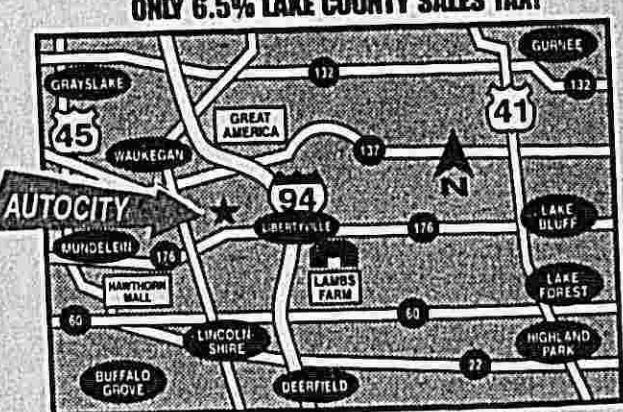 ONLY 6.5% LAKE COUNTY SALES TAX!
GURNEE
GRAYSLAKE
132
132
45
GREAT
AMERICA
41
WAUKEGAN
137
N
AUTOCITY
94
LIBERTYVILLE
176
LAKE
BLUFF
MUNDELEIN
176
HAWTHORN
MALL
LAMBS
FARM
LAKE
FOREST
60
60
LINCOLN-
SHIRE
HIGHLAND
PARK
22
BUFFALO
GROVE
DEERFIELD